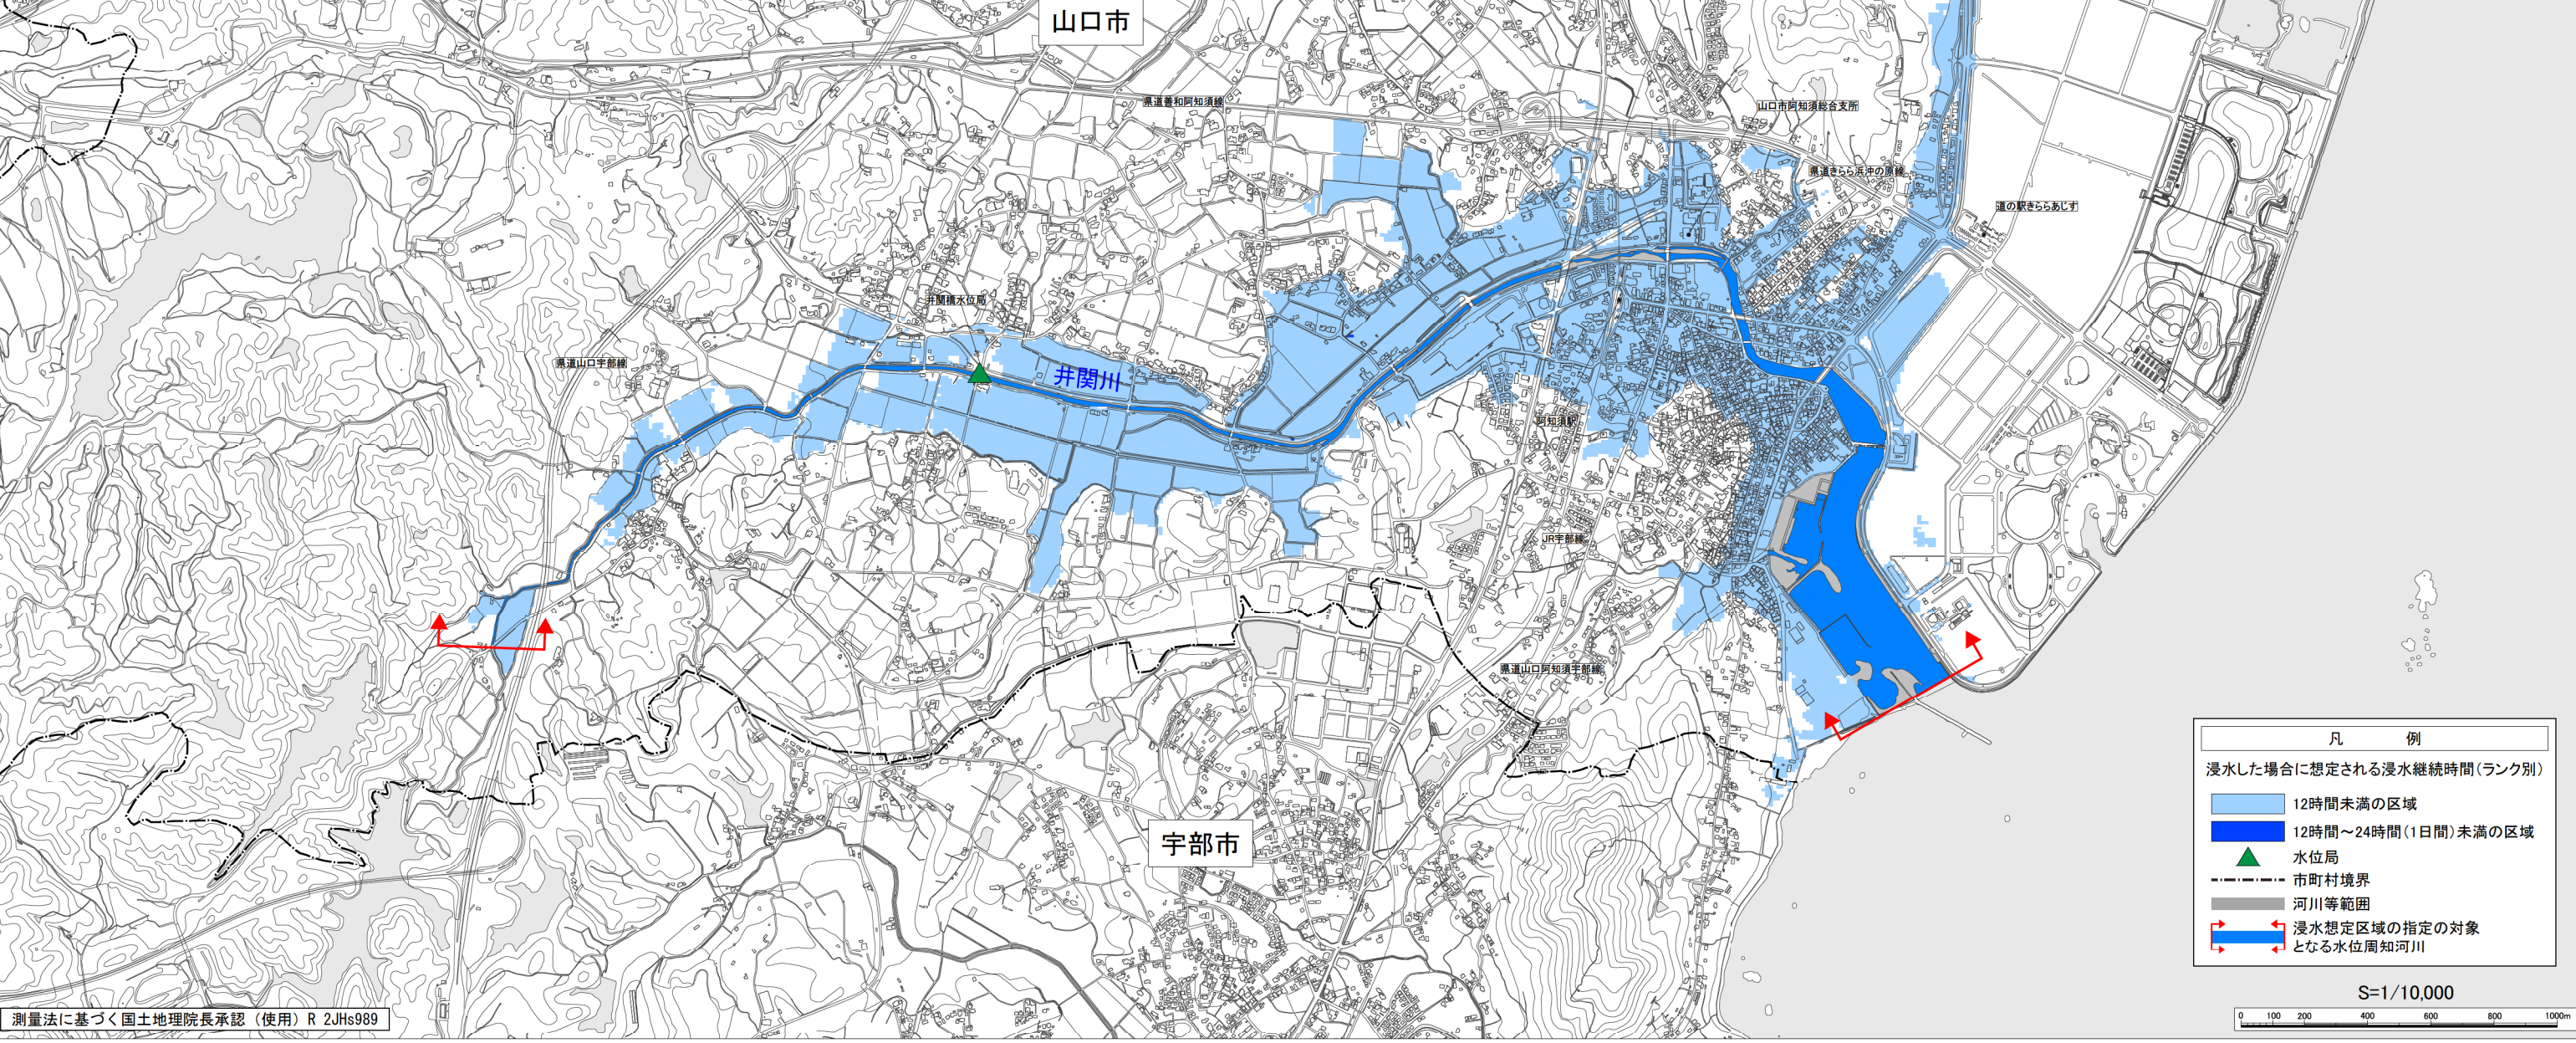 山口市
県道善和阿知須線
山口市阿知須総合支所
県道きらら浜沖の原線
道の駅きららあじす
井関橋水位局
県道山口宇部線
井関川
阿知須駅
JR宇部線
県道山口阿知須宇部線
宇部市
凡 例
浸水した場合に想定される浸水継続時間(ランク別)
12時間未満の区域
12時間～24時間(1日間)未満の区域
水位局
市町村境界
河川等範囲
浸水想定区域の指定の対象
となる水位周知河川
S=1/10,000
0 100 200 400 600 800 1000m
測量法に基づく国土地理院長承認（使用）R 2JHs989